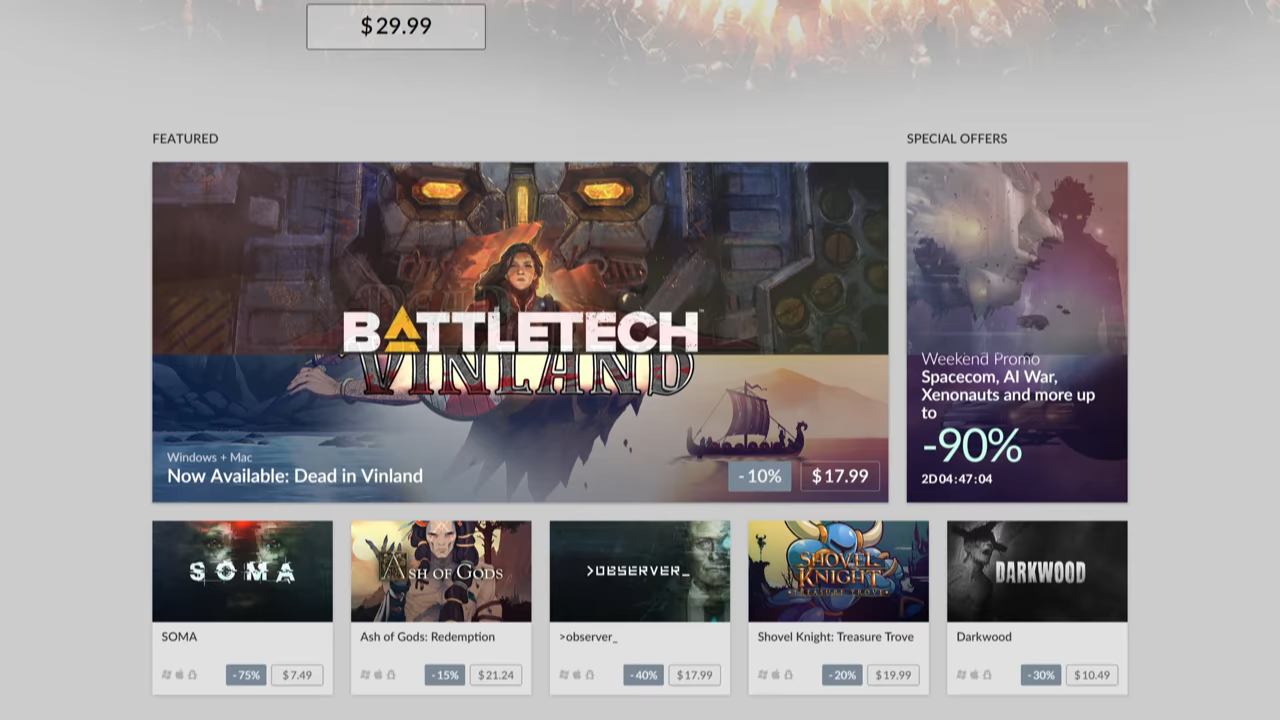 $29.99
FEATURED
SPECIAL OFFERS
BATTLETECH
VINLAND
Windows + Mac
Now Available: Dead in Vinland
-10%
$17.99
Weekend Promo
Spacecom, AI War,
Xenonauts and more up
to
-90%
2D04:47:04
SOMA
ASH OF GODS
>OBSERVER_
SHOVEL
KNIGHT
TREASURE TROVE
DARKWOOD
SOMA
Ash of Gods: Redemption
>observer_
Shovel Knight: Treasure Trove
Darkwood
-75% $7.49
-15% $21.24
-40% $17.99
-20% $19.99
-30% $10.49